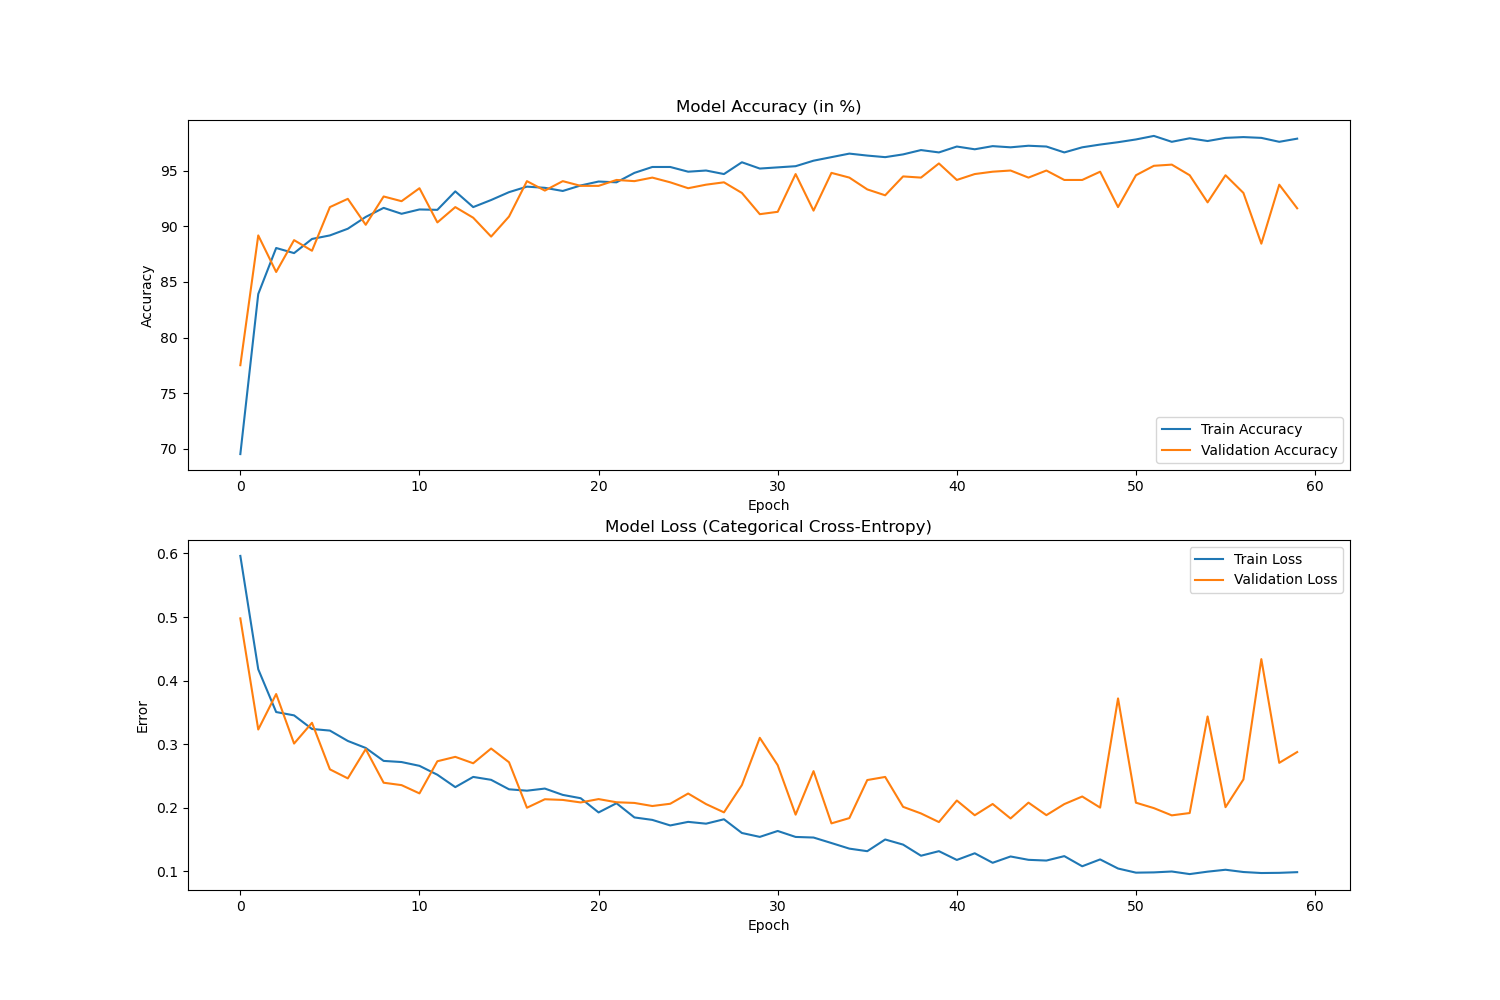 Model Accuracy (in %)
Accuracy
95
90
85
80
75
70
Train Accuracy
Validation Accuracy
0 10 20 30 40 50 60
Epoch
Model Loss (Categorical Cross-Entropy)
Error
0.6
0.5
0.4
0.3
0.2
0.1
Train Loss
Validation Loss
0 10 20 30 40 50 60
Epoch